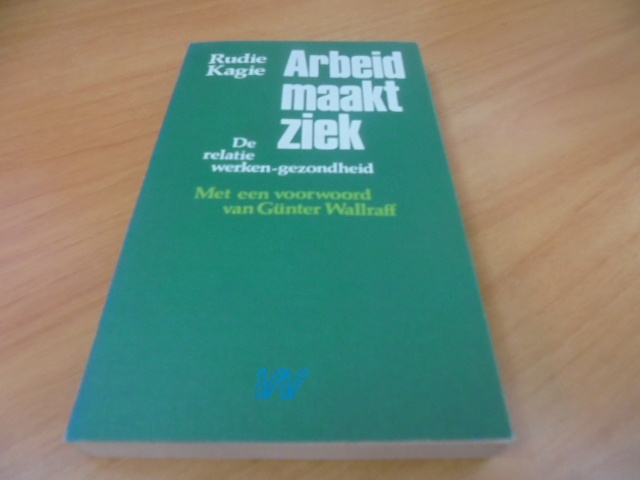 Rudie
Kagie
Arbeid
maakt
ziek
De
relatie
werken-gezondheid
Met een voorwoord
van Günter Wallraff